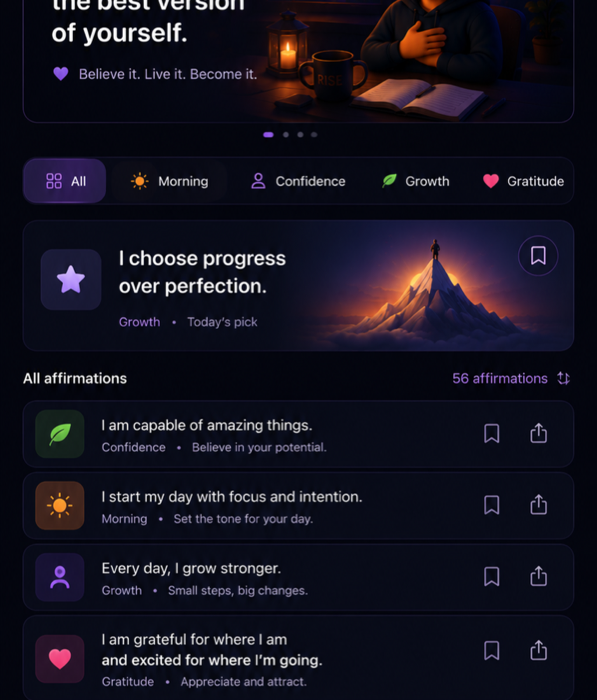 the best version
of yourself.
Believe it. Live it. Become it.
RISE
All
Morning
Confidence
Growth
Gratitude
I choose progress
over perfection.
Growth • Today's pick
All affirmations
56 affirmations
I am capable of amazing things.
Confidence • Believe in your potential.
I start my day with focus and intention.
Morning • Set the tone for your day.
Every day, I grow stronger.
Growth • Small steps, big changes.
I am grateful for where I am
and excited for where I'm going.
Gratitude • Appreciate and attract.